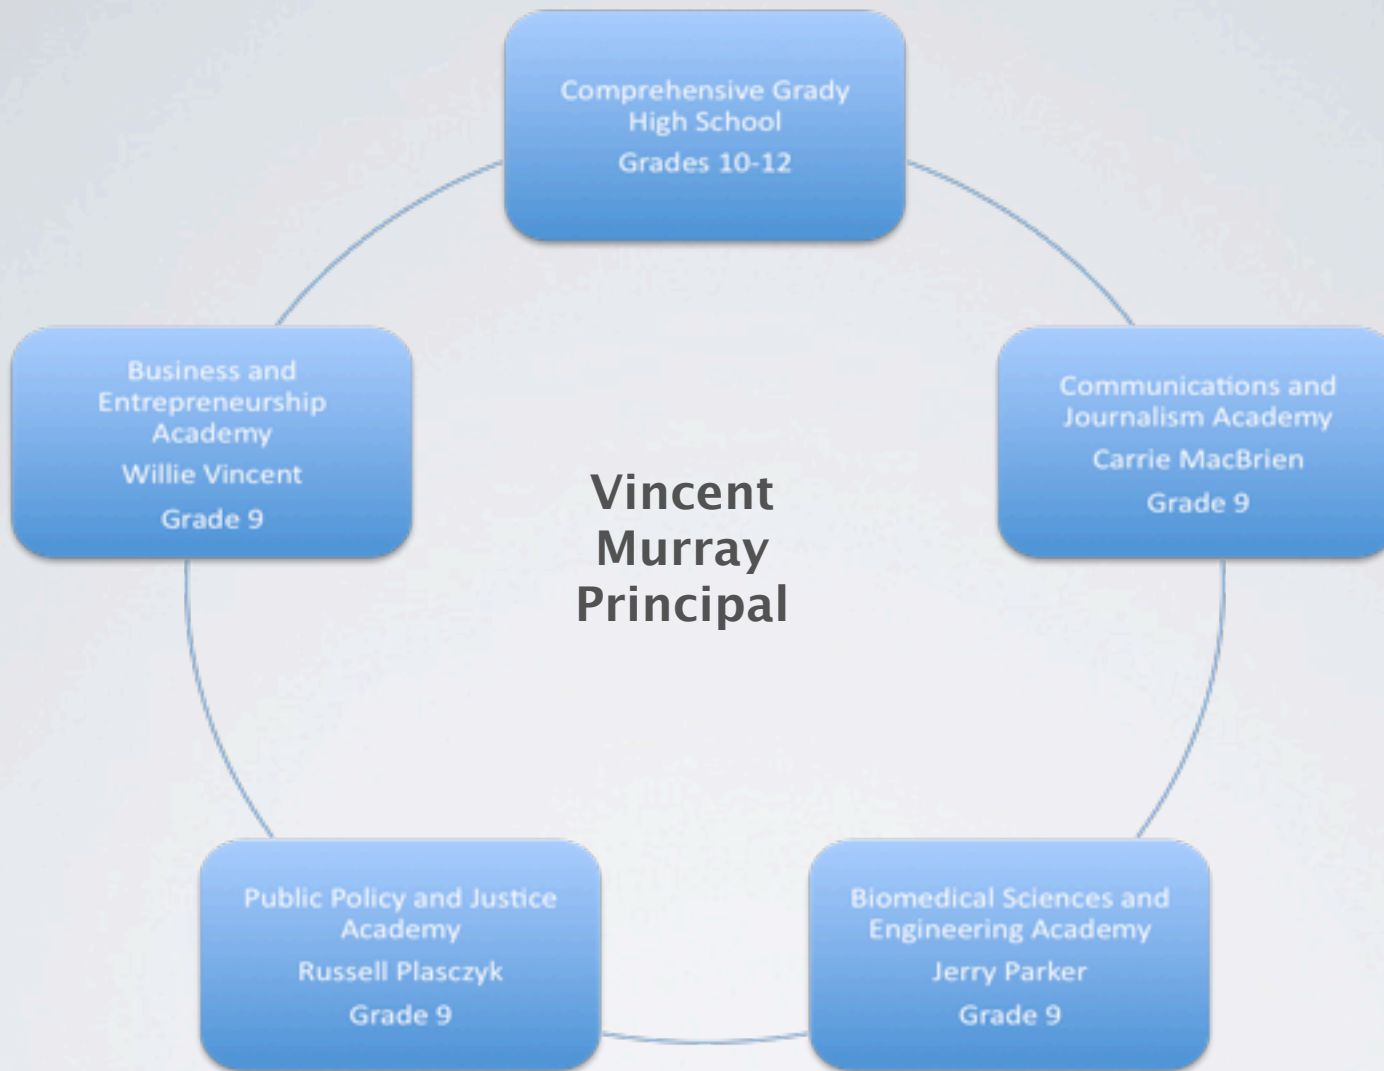 Comprehensive Grady
High School
Grades 10-12
Business and
Entrepreneurship
Academy
Willie Vincent
Grade 9
Communications and
Journalism Academy
Carrie MacBrien
Grade 9
Vincent
Murray
Principal
Public Policy and Justice
Academy
Russell Plasczyk
Grade 9
Biomedical Sciences and
Engineering Academy
Jerry Parker
Grade 9